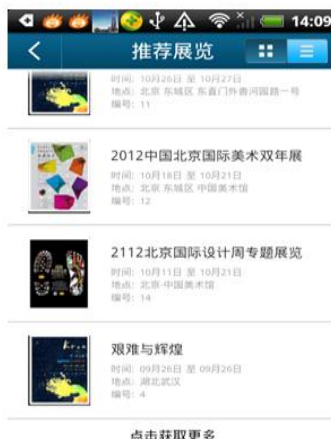 14:09
推荐展览
时间: 10月26日 至 10月27日
地点: 北京 东城区 东直门外香河园路一号
编号: 11
2012中国北京国际美术双年展
时间: 10月18日 至 10月21日
地点: 北京 东城区 中国美术馆
编号: 12
2112北京国际设计周专题展览
时间: 10月11日 至 10月21日
地点: 北京·中国美术馆
编号: 14
艰难与辉煌
时间: 09月26日 至 09月26日
地点: 湖北武汉
编号: 4
点击获取更多